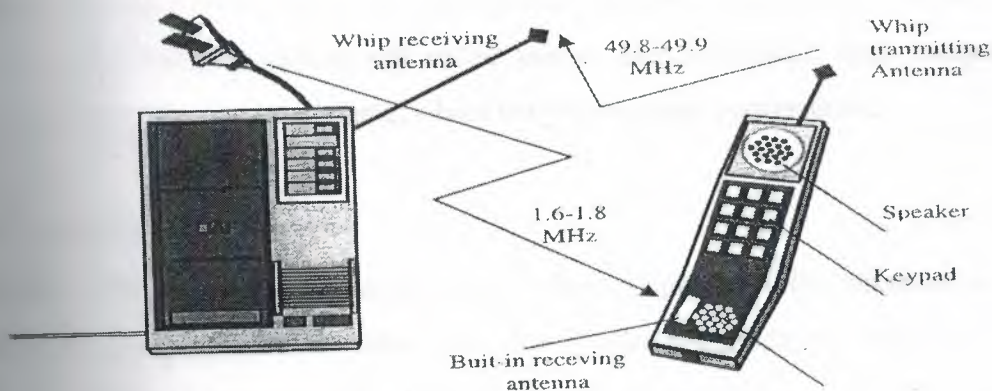 Whip receiving
antenna
49.8-49.9
MHz
Whip
tranmitting
Antenna
1.6-1.8
MHz
Speaker
Keypad
Buit-in receving
antenna